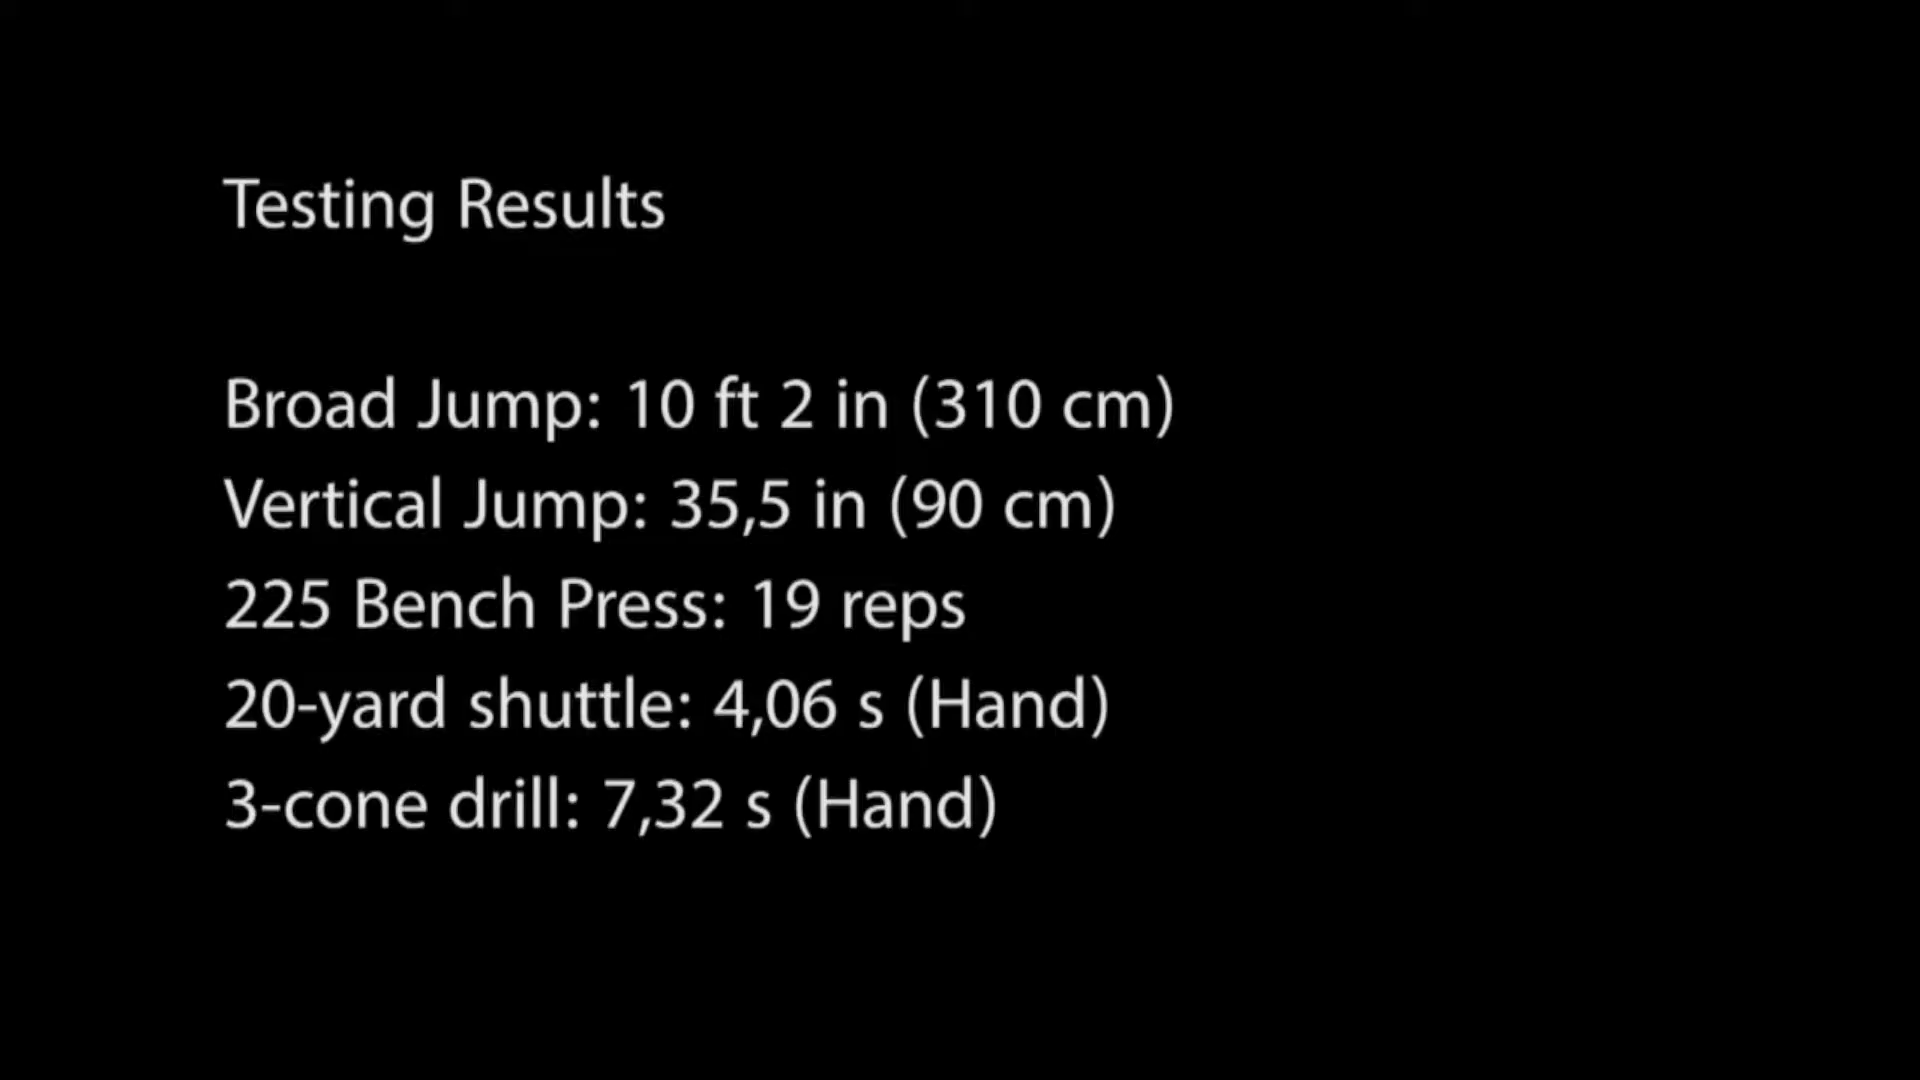 Testing Results
Broad Jump: 10 ft 2 in (310 cm)
Vertical Jump: 35,5 in (90 cm)
225 Bench Press: 19 reps
20-yard shuttle: 4,06 s (Hand)
3-cone drill: 7,32 s (Hand)